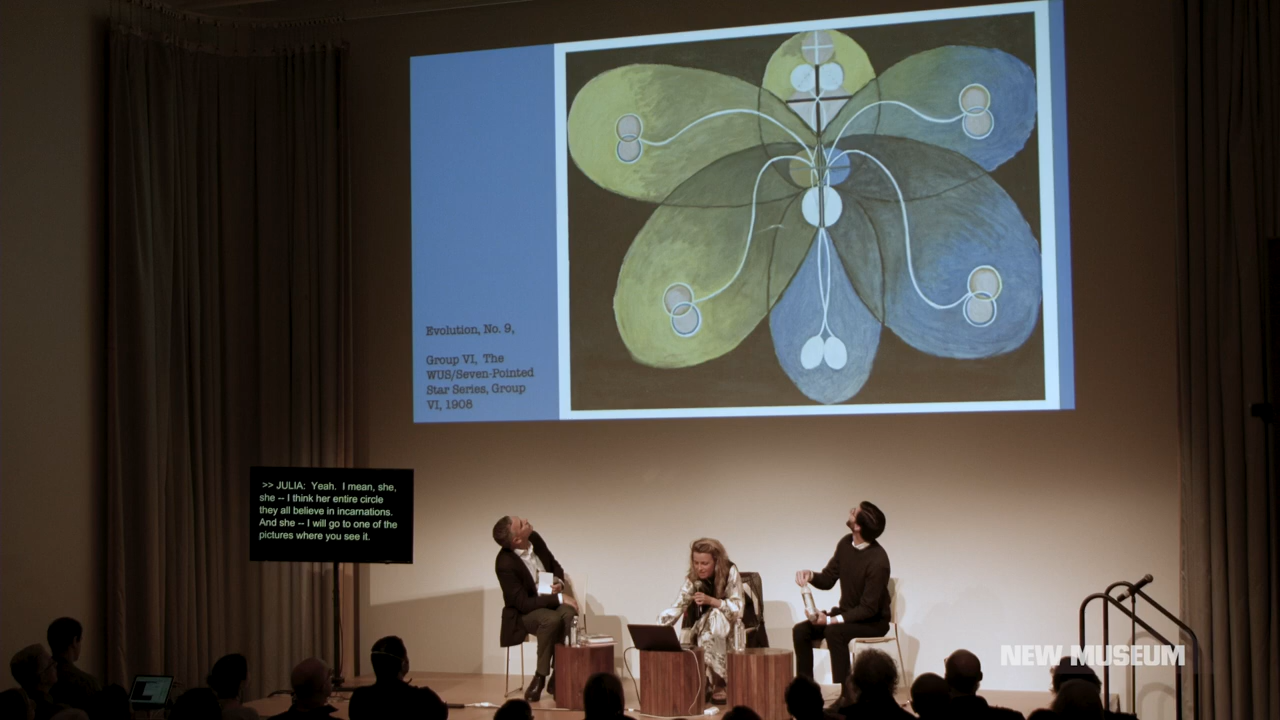 Evolution, No. 9,
Group VI, The
WUS/Seven-Pointed
Star Series, Group
VI, 1908
>> JULIA: Yeah. I mean, she,
she -- I think her entire circle
they all believe in incarnations.
And she -- I will go to one of the
pictures where you see it.
NEW MUSEUM